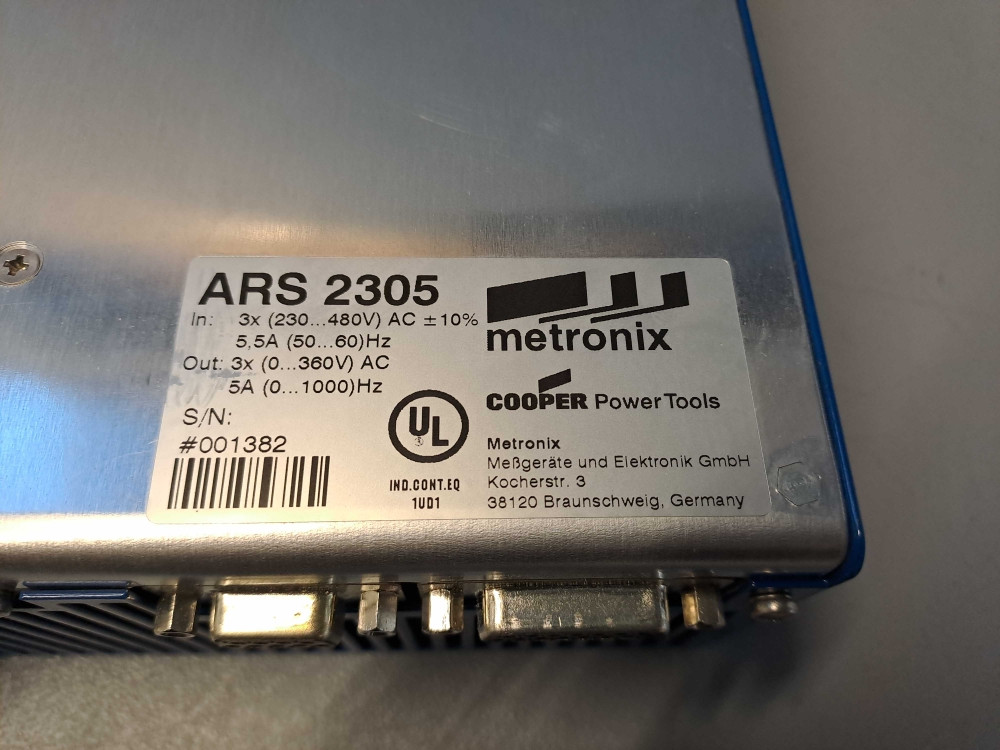 ARS 2305
In: 3x (230...480V) AC ±10%
5,5A (50...60)Hz
Out: 3x (0...360V) AC
5A (0...1000)Hz
S/N:
#001382
UL
IND.CONT.EQ
1UD1
metronix
COOPER PowerTools
Metronix
Meßgeräte und Elektronik GmbH
Kocherstr. 3
38120 Braunschweig, Germany